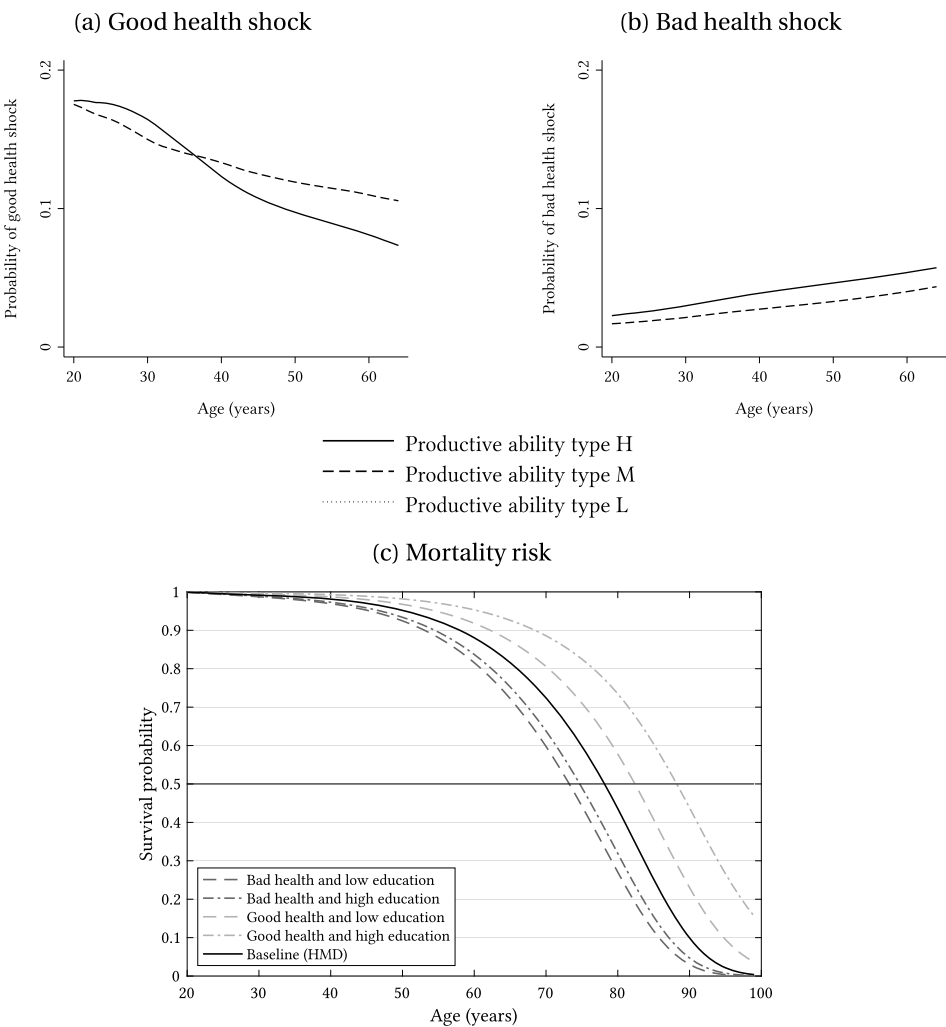 (a) Good health shock
Probability of good health shock
0.2
0.1
0
20 30 40 50 60
Age (years)
(b) Bad health shock
Probability of bad health shock
0.2
0.1
0
20 30 40 50 60
Age (years)
Productive ability type H
Productive ability type M
Productive ability type L
(c) Mortality risk
Survival probability
1
0.9
0.8
0.7
0.6
0.5
0.4
0.3
0.2
0.1
0
Bad health and low education
Bad health and high education
Good health and low education
Good health and high education
Baseline (HMD)
20 30 40 50 60 70 80 90 100
Age (years)